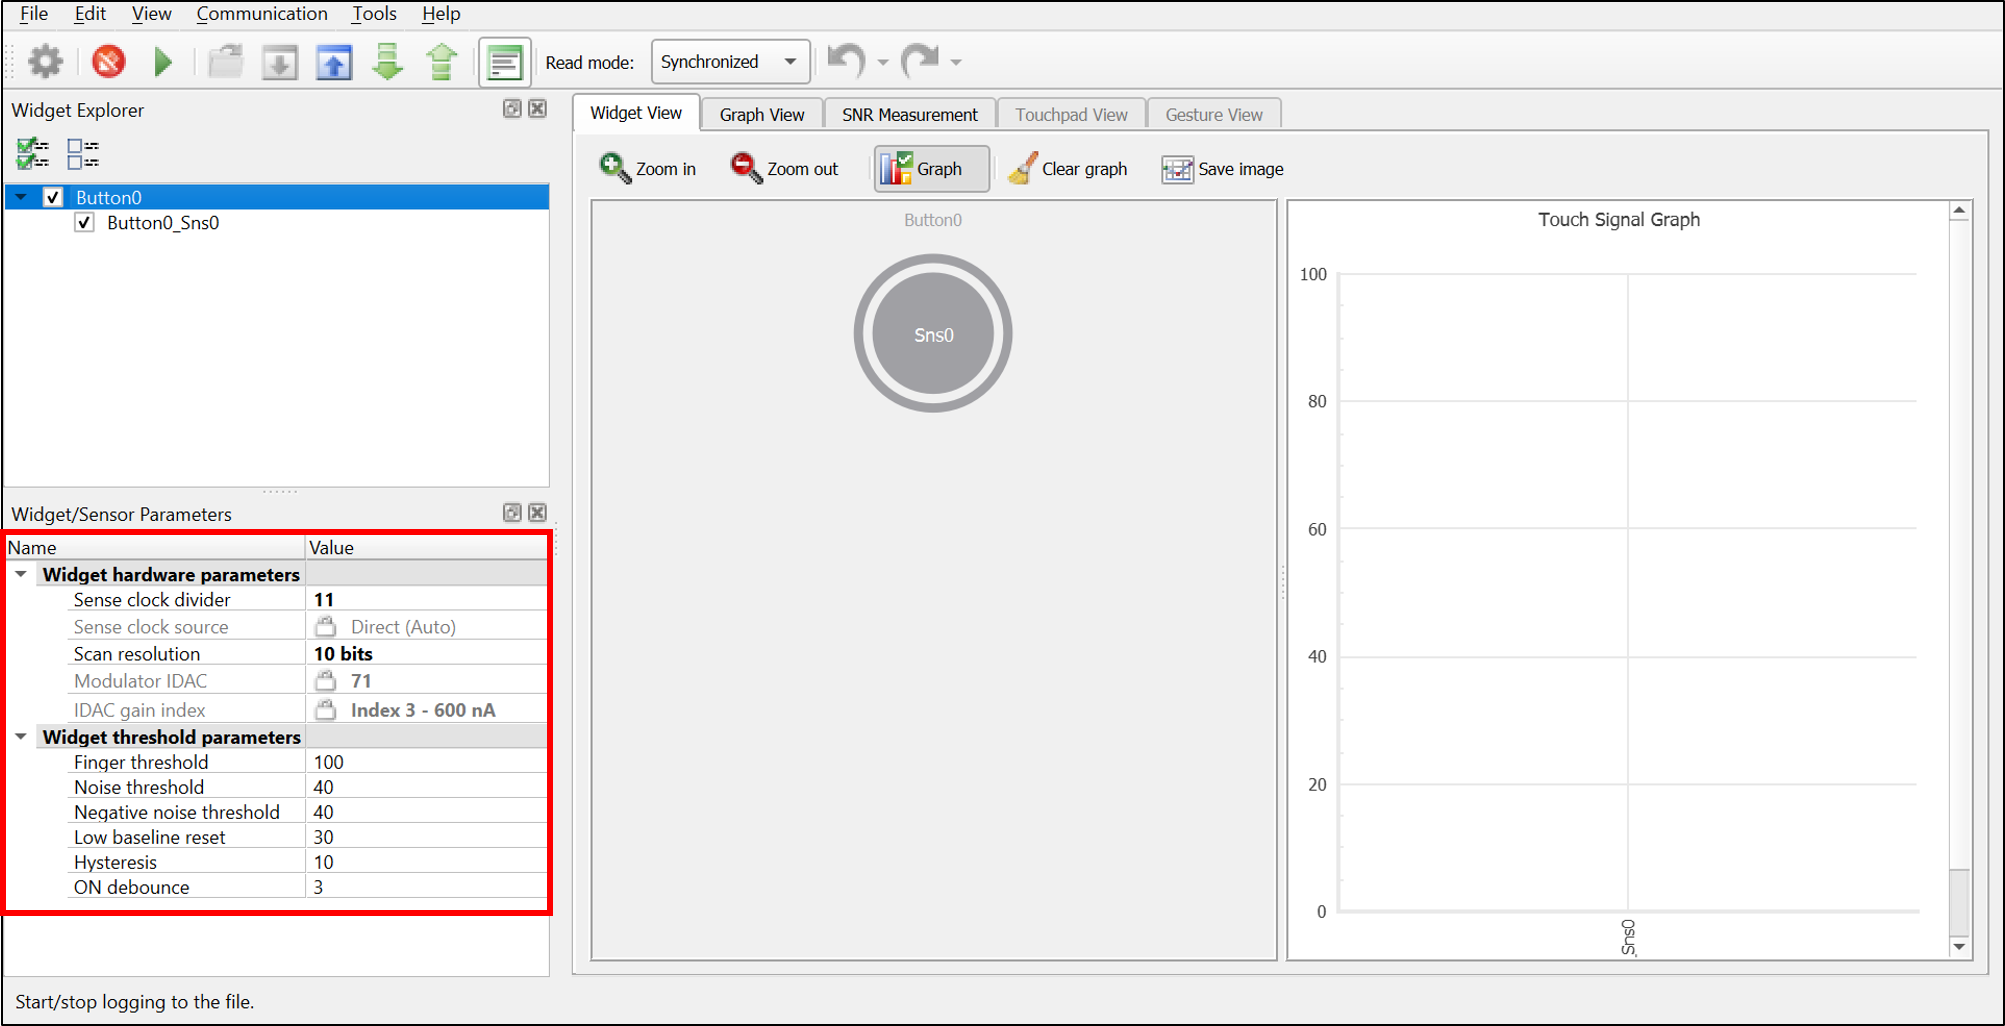 File Edit View Communication Tools Help
Read mode: Synchronized
Widget Explorer
Button0
Button0_Sns0
Widget/Sensor Parameters
Name Value
Widget hardware parameters
Sense clock divider 11
Sense clock source Direct (Auto)
Scan resolution 10 bits
Modulator IDAC 71
IDAC gain index Index 3 - 600 nA
Widget threshold parameters
Finger threshold 100
Noise threshold 40
Negative noise threshold 40
Low baseline reset 30
Hysteresis 10
ON debounce 3
Widget View Graph View SNR Measurement Touchpad View Gesture View
Zoom in Zoom out Graph Clear graph Save image
Button0
Sns0
Touch Signal Graph
100
80
60
40
20
0
Sns0
Start/stop logging to the file.